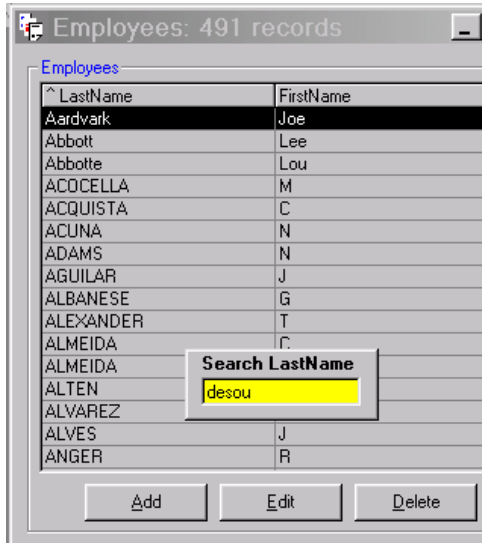 Employees: 491 records
Employees
^ LastName FirstName
Aardvark Joe
Abbott Lee
Abbotte Lou
ACOCELLA M
ACQUISTA C
ACUNA N
ADAMS N
AGUILAR J
ALBANESE G
ALEXANDER T
ALMEIDA C
ALMEIDA
Search LastName
ALTEN
desou
ALVAREZ
ALVES J
ANGER R
Add Edit Delete